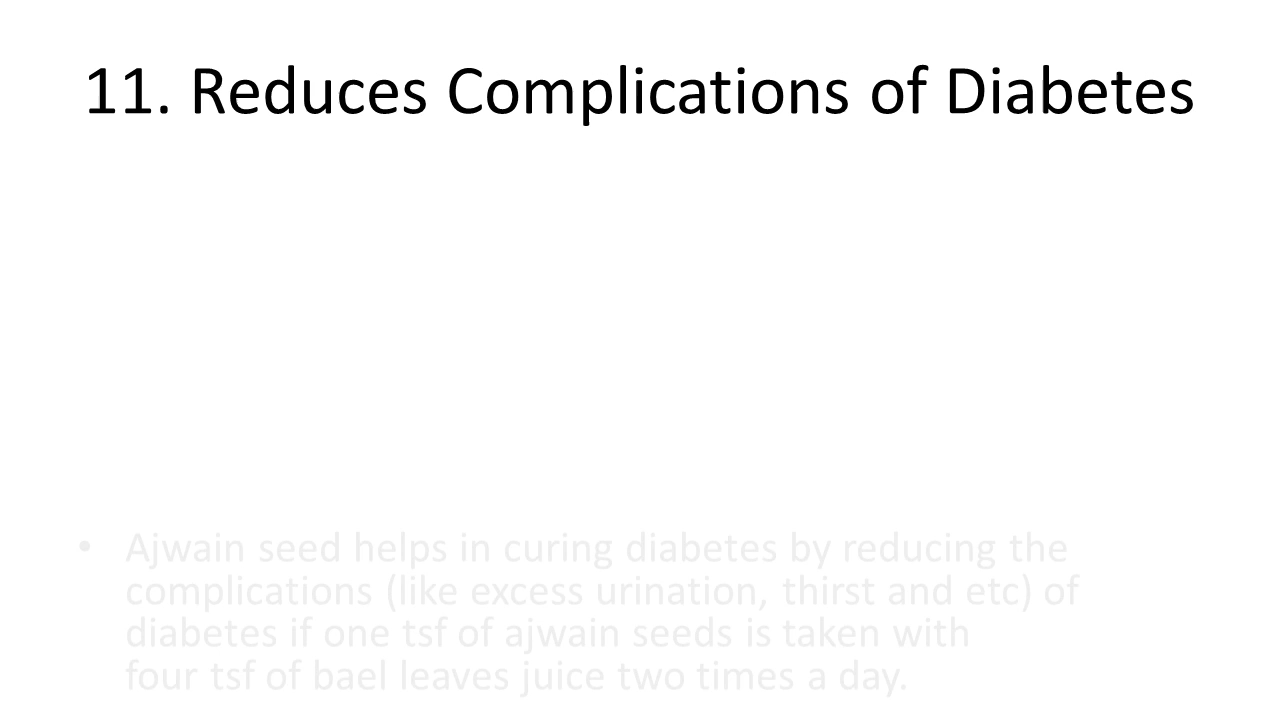 11. Reduces Complications of Diabetes
• Ajwain seed helps in curing diabetes by reducing the
complications (like excess urination, thirst and etc) of
diabetes if one tsf of ajwain seeds is taken with
four tsf of bael leaves juice two times a day.